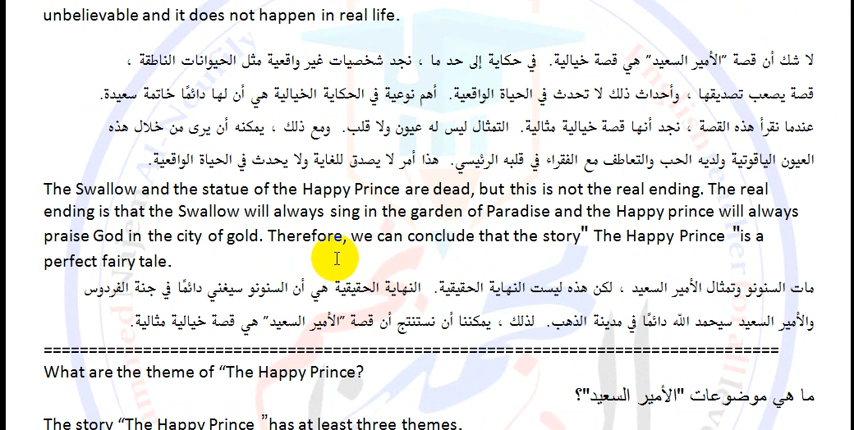 unbelievable and it does not happen in real life.
لا شك أن قصة "الأمير السعيد" هي قصة خيالية. في حكاية إلى حد ما ، نجد شخصيات غير واقعية مثل الحيوانات الناطقة ،
قصة يصعب تصديقها ، وأحداث ذلك لا تحدث في الحياة الواقعية. أهم نوعية في الحكاية الخيالية هي أن لها دائمًا خاتمة سعيدة.
عندما نقرأ هذه القصة ، نجد أنها قصة خيالية مثالية. التمثال ليس له عيون ولا قلب. ومع ذلك ، يمكنه أن يرى من خلال هذه
العيون الياقوتية ولديه الحب والتعاطف مع الفقراء في قلبه الرئيسي. هذا أمر لا يصدق للغاية ولا يحدث في الحياة الواقعية.
The Swallow and the statue of the Happy Prince are dead, but this is not the real ending. The real
ending is that the Swallow will always sing in the garden of Paradise and the Happy prince will always
praise God in the city of gold. Therefore, we can conclude that the story" The Happy Prince "is a
perfect fairy tale.
مات السنونو وتمثال الأمير السعيد ، لكن هذه ليست النهاية الحقيقية. النهاية الحقيقية هي أن السنونو سيغني دائمًا في جنة الفردوس
والأمير السعيد سيحمد الله دائمًا في مدينة الذهب. لذلك ، يمكننا أن نستنتج أن قصة "الأمير السعيد" هي قصة خيالية مثالية.
What are the theme of “The Happy Prince?
ما هي موضوعات "الأمير السعيد"؟
The story “The Happy Prince ”has at least three themes.